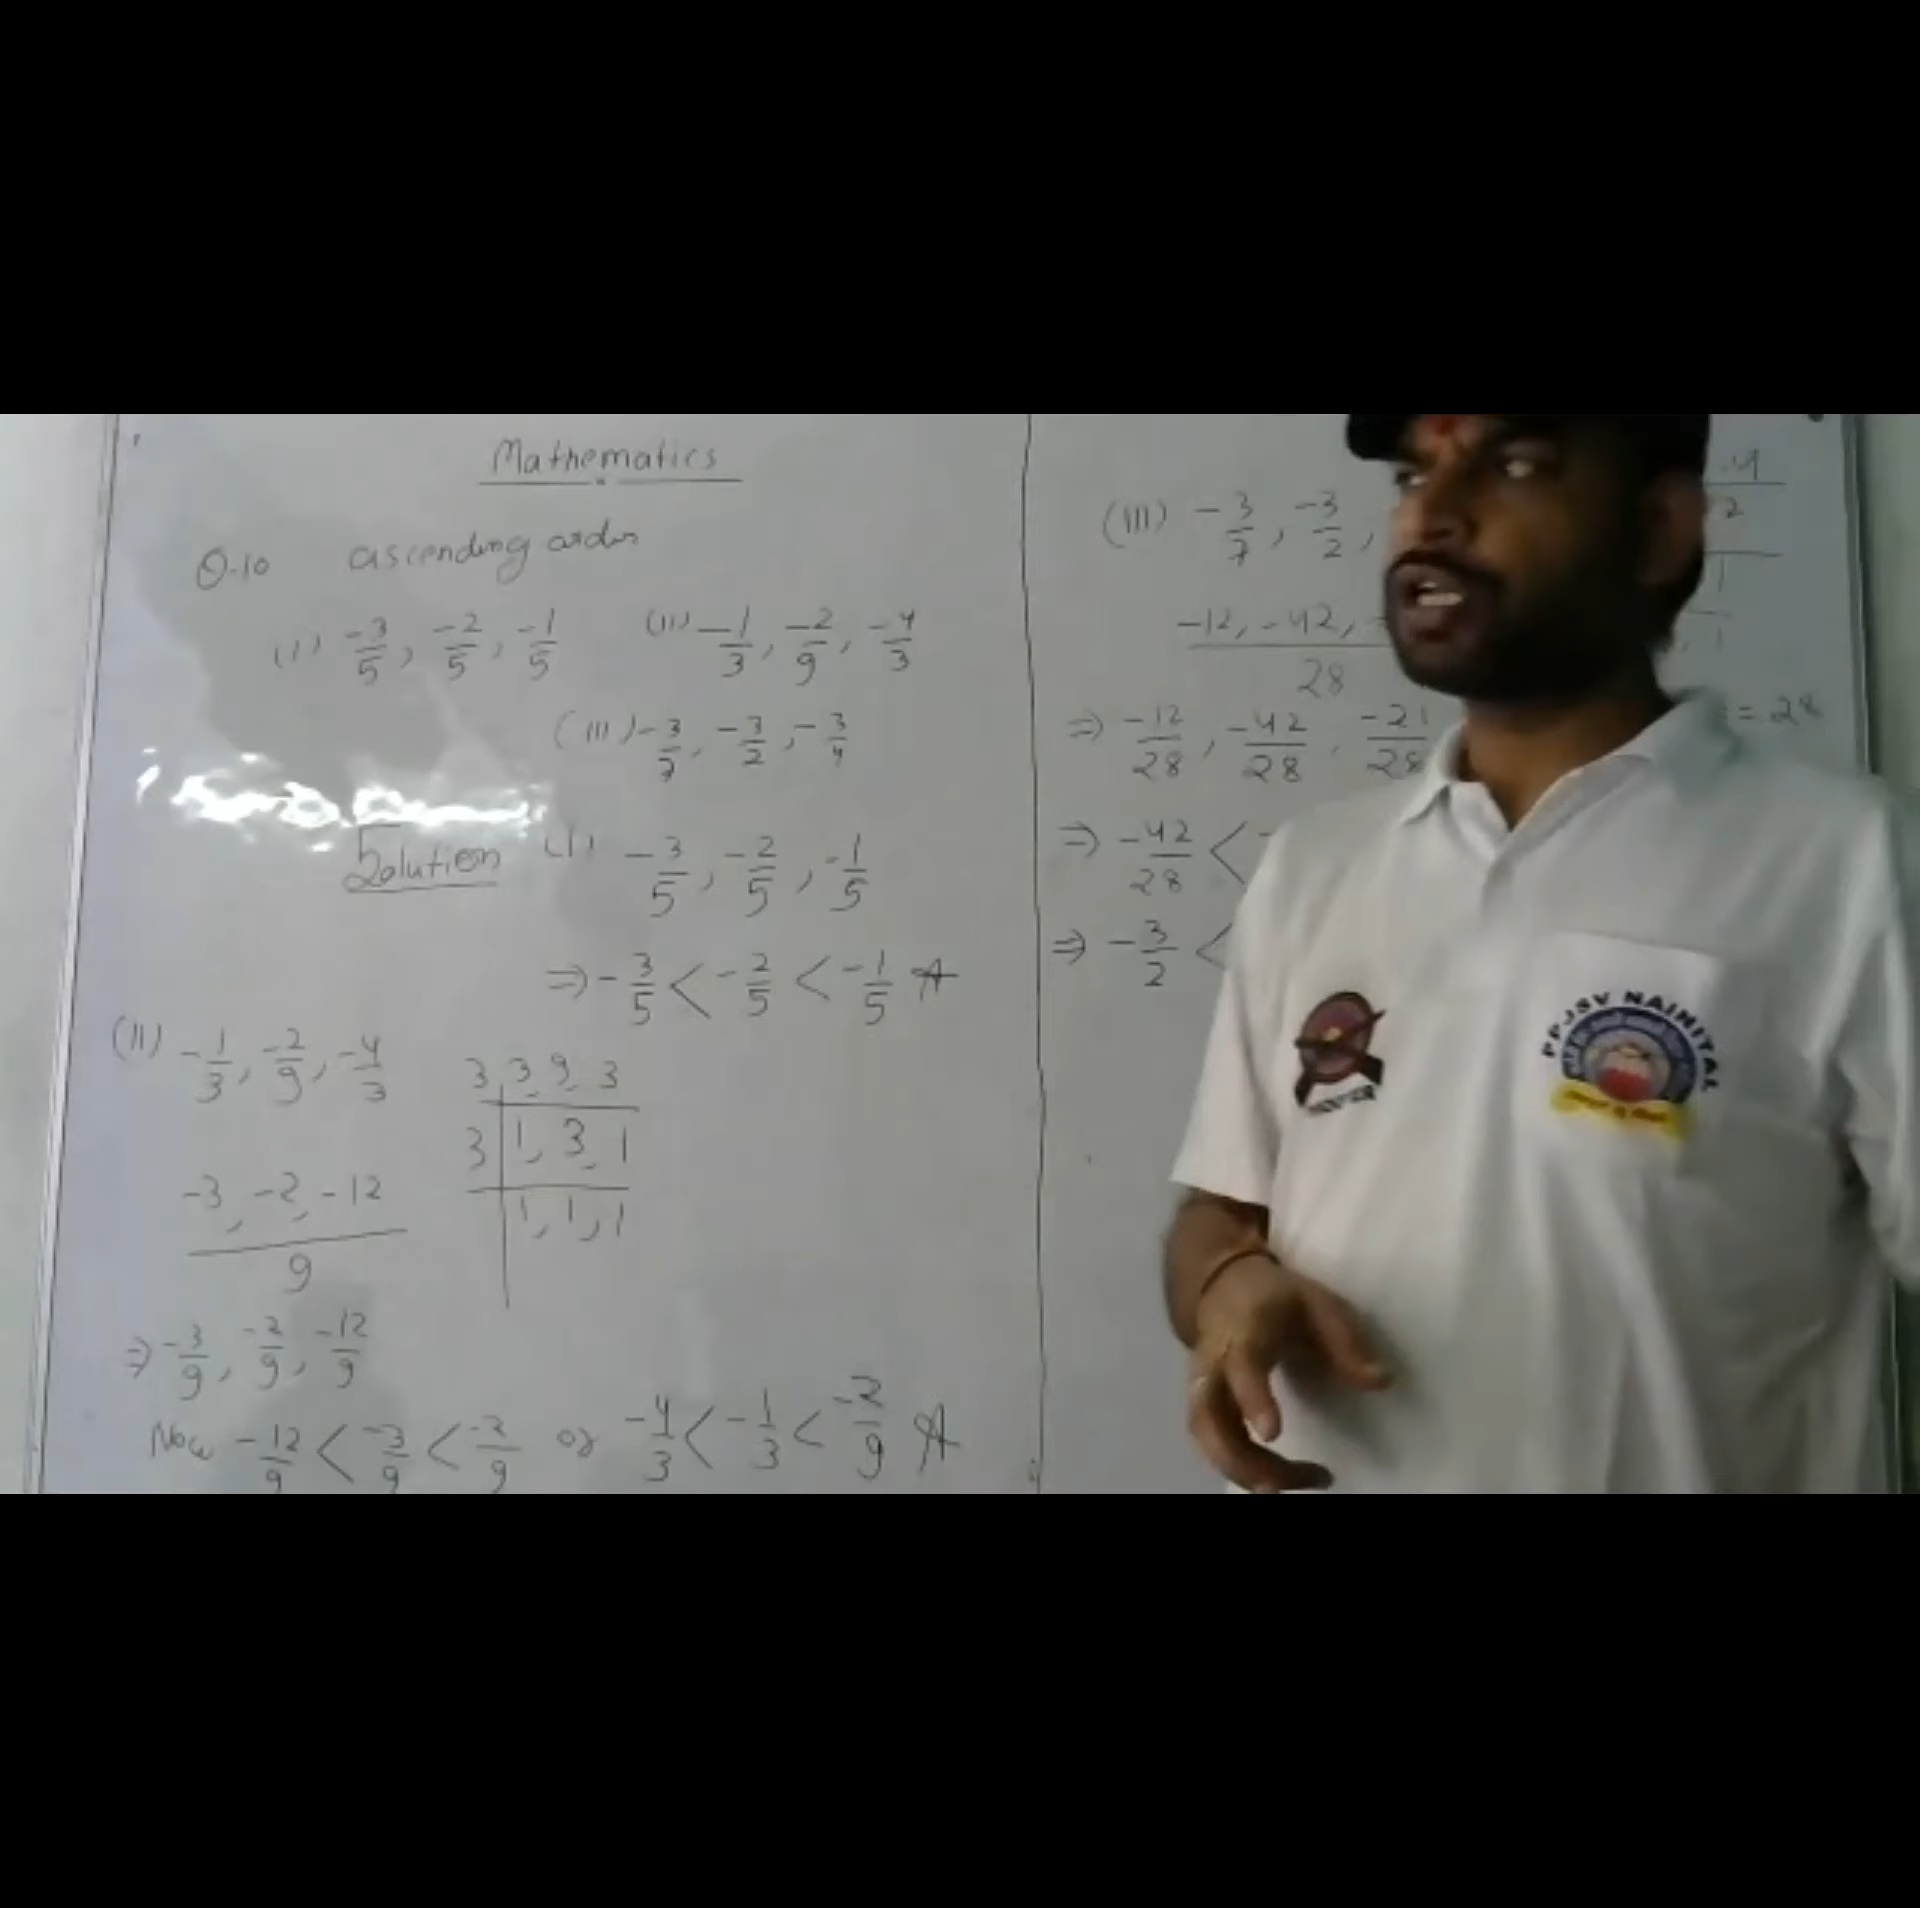 Mathematics
Q.10 ascending order
(i) -3/5, -2/5, -1/5 (ii) -1/3, -2/9, -4/3
(iii) -3/7, -3/2, -3/4
Solution (i) -3/5, -2/5, -1/5
⇒ -3/5 < -2/5 < -1/5 A
(ii) -1/3, -2/9, -4/3
3 | 3, 9, 3
3 | 1, 3, 1
1, 1, 1
-3, -2, -12
9
⇒ -3/9, -2/9, -12/9
Now -12/9 < -3/9 < -2/9 or -4/3 < -1/3 < -2/9 A
(iii) -3/7, -3/2,
-12, -42, -
28
⇒ -12/28, -42/28, -21/28
= 28
⇒ -42/28 <
⇒ -3/2 <
PPJSV NAINITAL